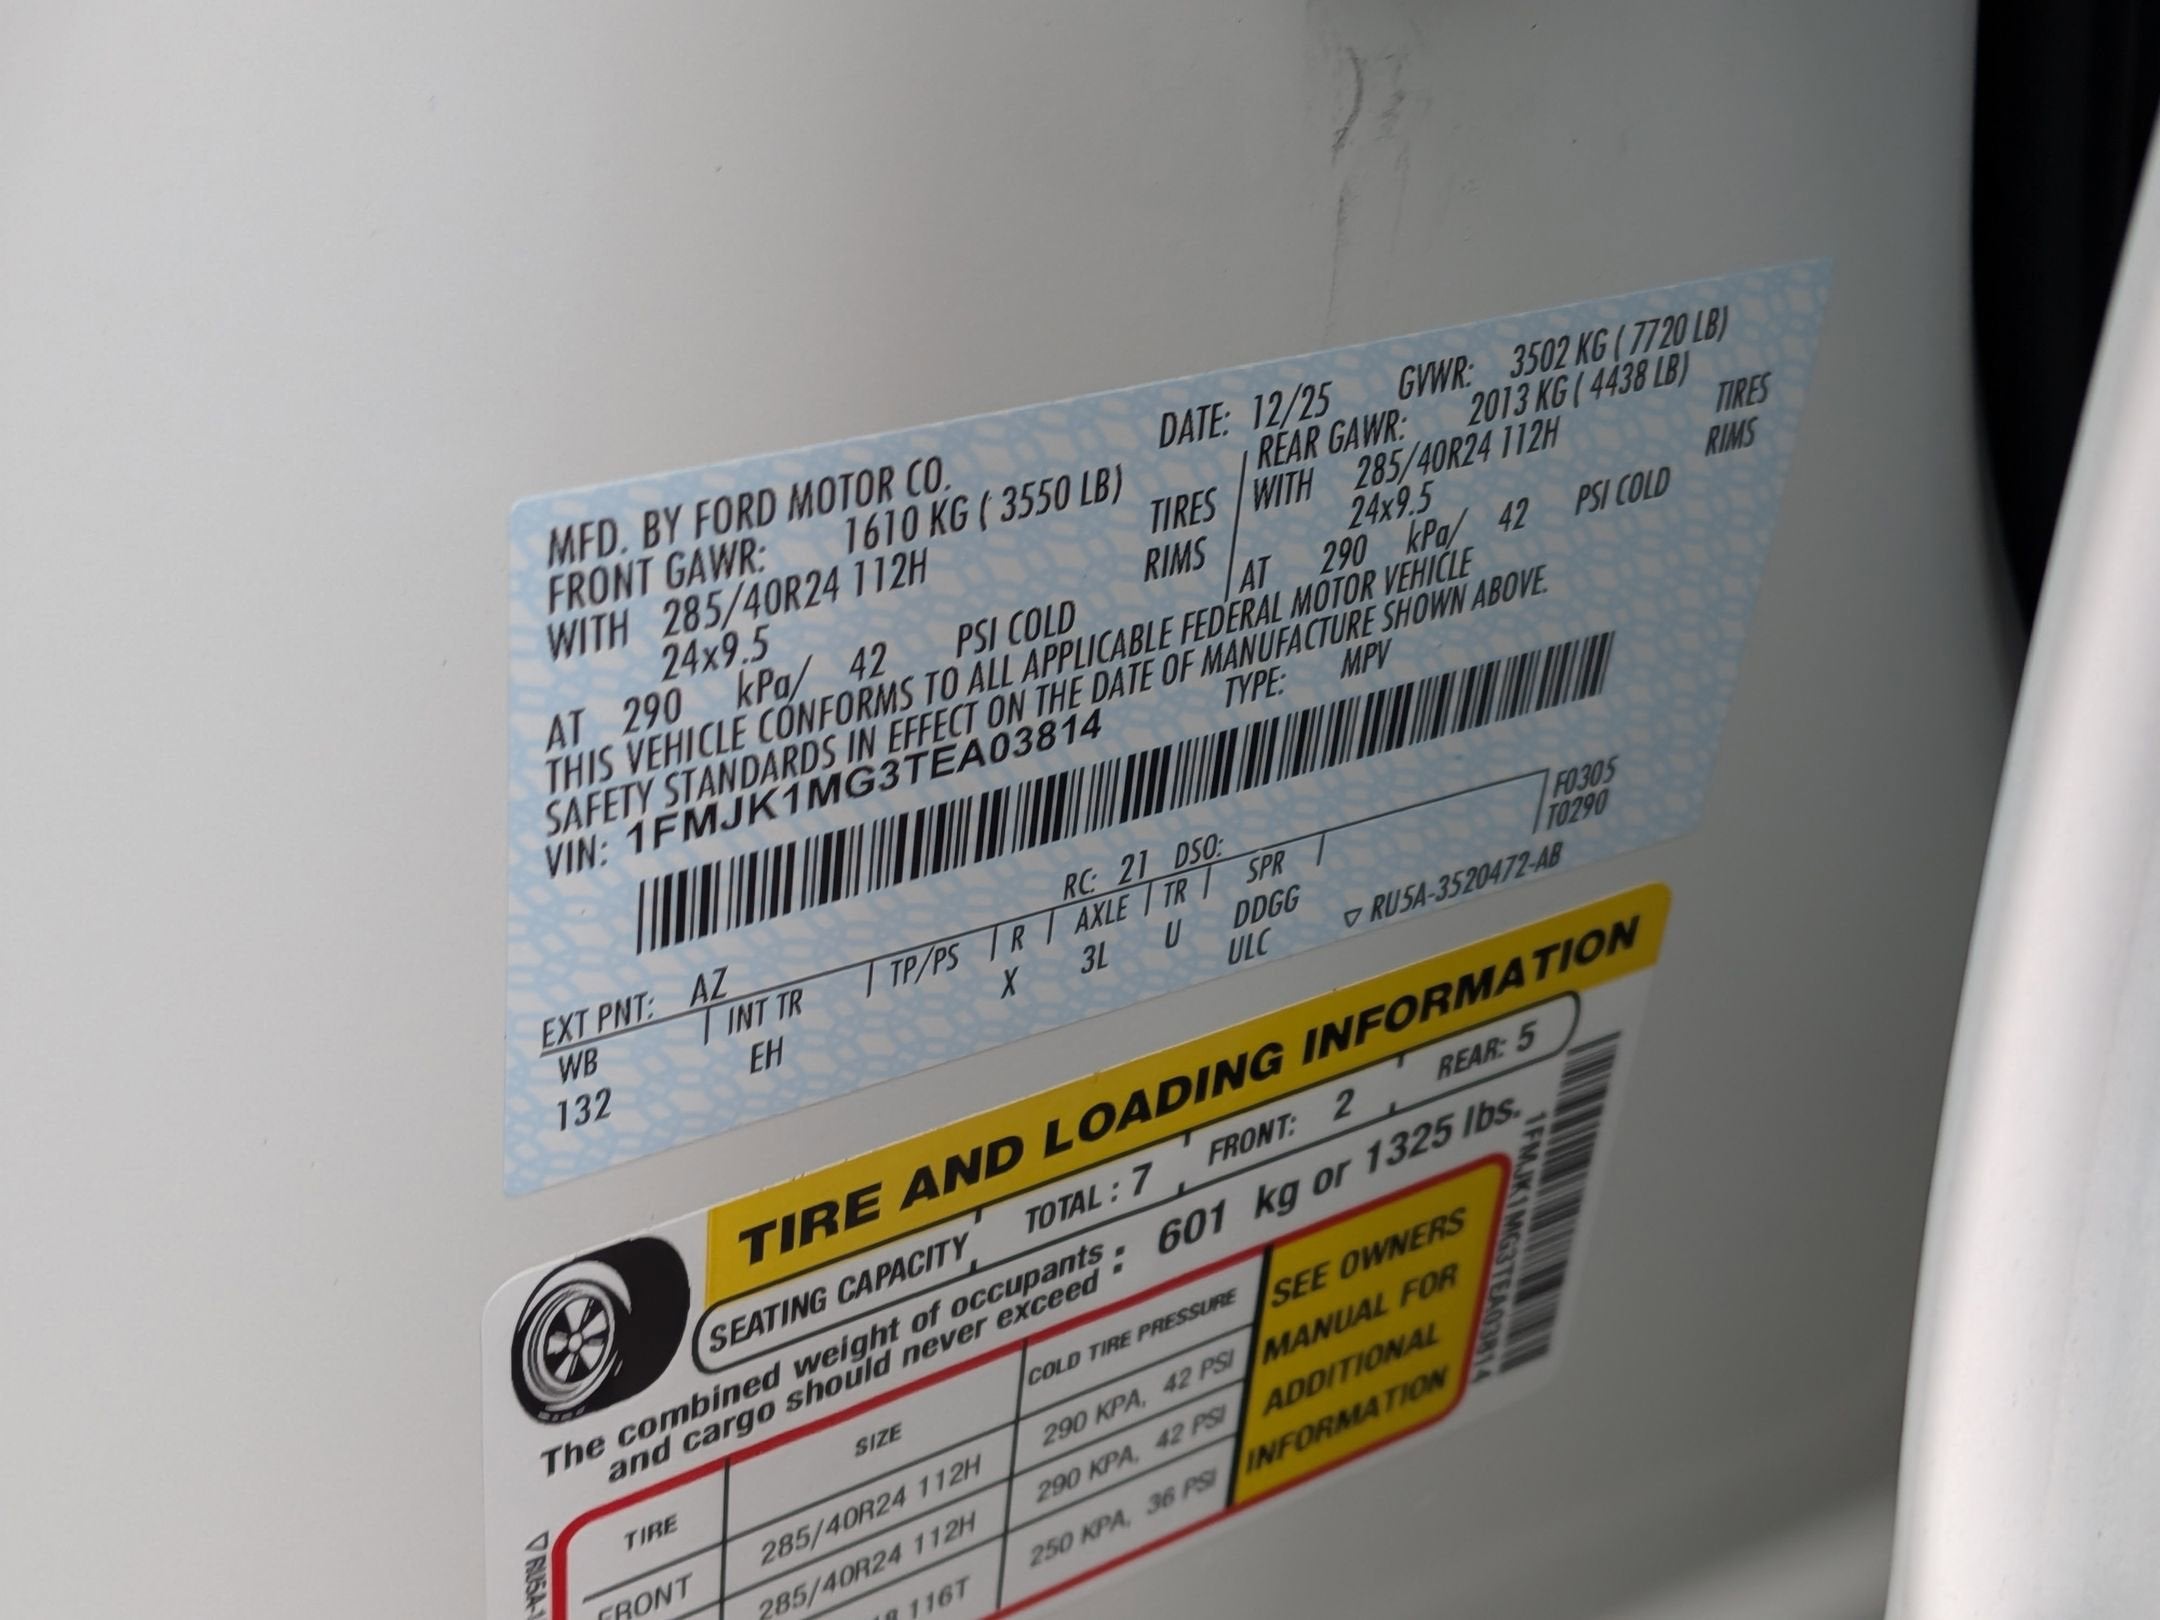 MFD. BY FORD MOTOR CO.
DATE: 12/25 GVWR: 3502 KG ( 7720 LB)
FRONT GAWR: 1610 KG ( 3550 LB)
REAR GAWR: 2013 KG ( 4438 LB)
WITH 285/40R24 112H TIRES
WITH 285/40R24 112H TIRES
24x9.5 RIMS
24x9.5 RIMS
AT 290 kPa/ 42 PSI COLD
AT 290 kPa/ 42 PSI COLD
THIS VEHICLE CONFORMS TO ALL APPLICABLE FEDERAL MOTOR VEHICLE
SAFETY STANDARDS IN EFFECT ON THE DATE OF MANUFACTURE SHOWN ABOVE.
VIN: 1FMJK1MG3TEA03814 TYPE: MPV
EXT PNT: AZ RC: 21 DSO: F0305
WB INT TR TP/PS R AXLE TR SPR T0290
132 EH X 3L U DDGG
ULC RU5A-3520472-AB
TIRE AND LOADING INFORMATION
SEATING CAPACITY TOTAL : 7 FRONT: 2 REAR: 5
The combined weight of occupants
and cargo should never exceed : 601 kg or 1325 lbs.
TIRE SIZE COLD TIRE PRESSURE
FRONT 285/40R24 112H 290 KPA, 42 PSI
285/40R24 112H 290 KPA, 42 PSI
116T 250 KPA, 36 PSI
SEE OWNERS
MANUAL FOR
ADDITIONAL
INFORMATION
1FMJK1MG3TEA03814